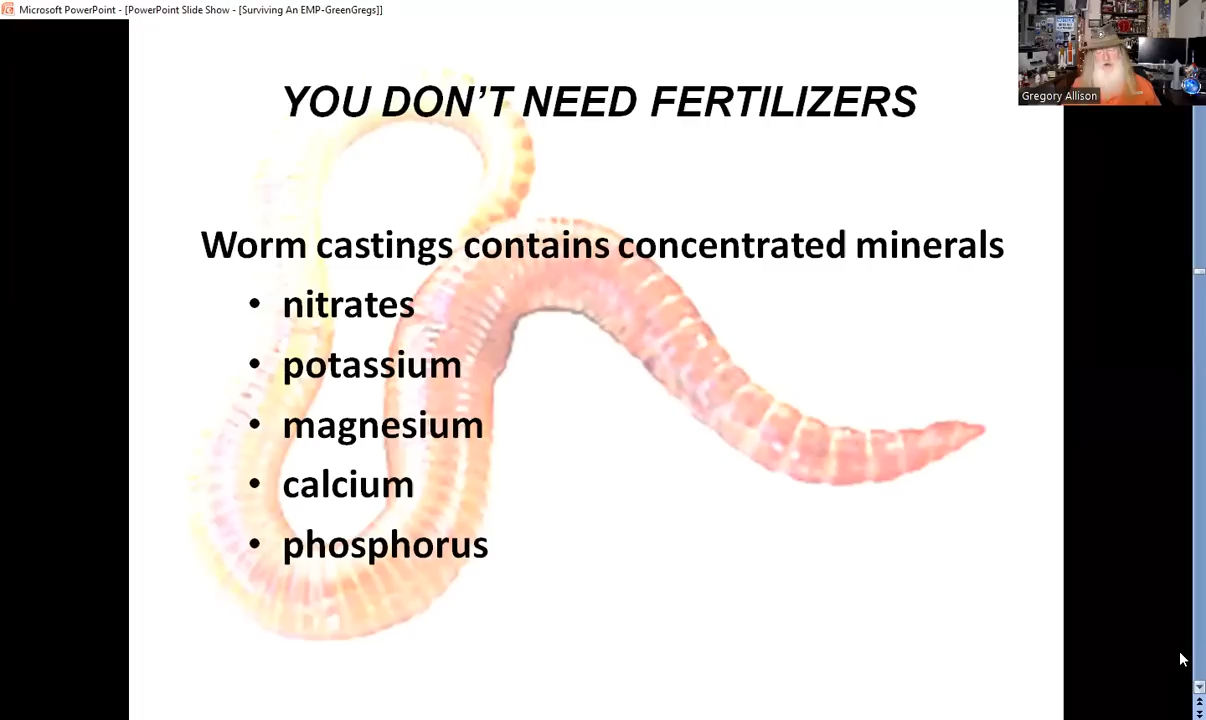 Microsoft PowerPoint - [PowerPoint Slide Show - [Surviving An EMP-GreenGregs]]
Gregory Allison
YOU DON'T NEED FERTILIZERS
Worm castings contains concentrated minerals
• nitrates
• potassium
• magnesium
• calcium
• phosphorus